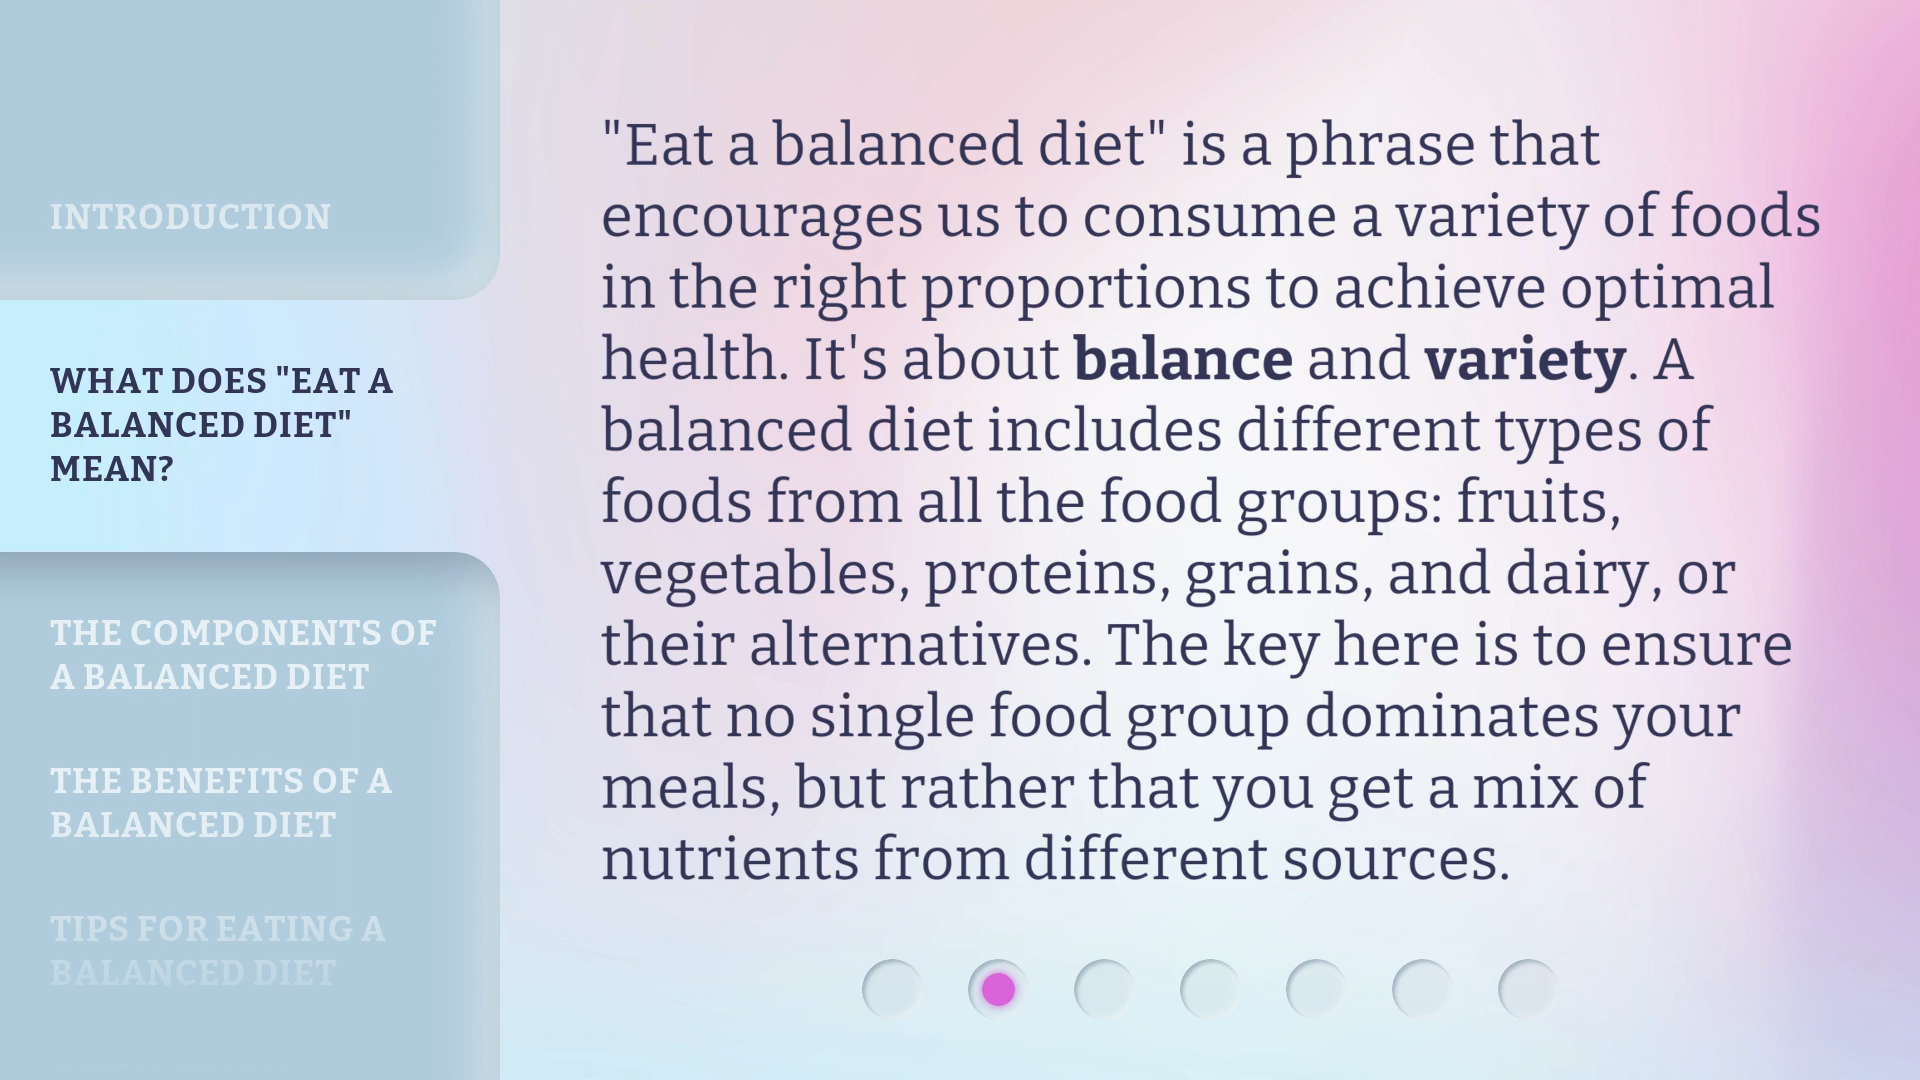 INTRODUCTION
WHAT DOES "EAT A
BALANCED DIET"
MEAN?
THE COMPONENTS OF
A BALANCED DIET
THE BENEFITS OF A
BALANCED DIET
TIPS FOR EATING A
BALANCED DIET
"Eat a balanced diet" is a phrase that
encourages us to consume a variety of foods
in the right proportions to achieve optimal
health. It's about balance and variety. A
balanced diet includes different types of
foods from all the food groups: fruits,
vegetables, proteins, grains, and dairy, or
their alternatives. The key here is to ensure
that no single food group dominates your
meals, but rather that you get a mix of
nutrients from different sources.